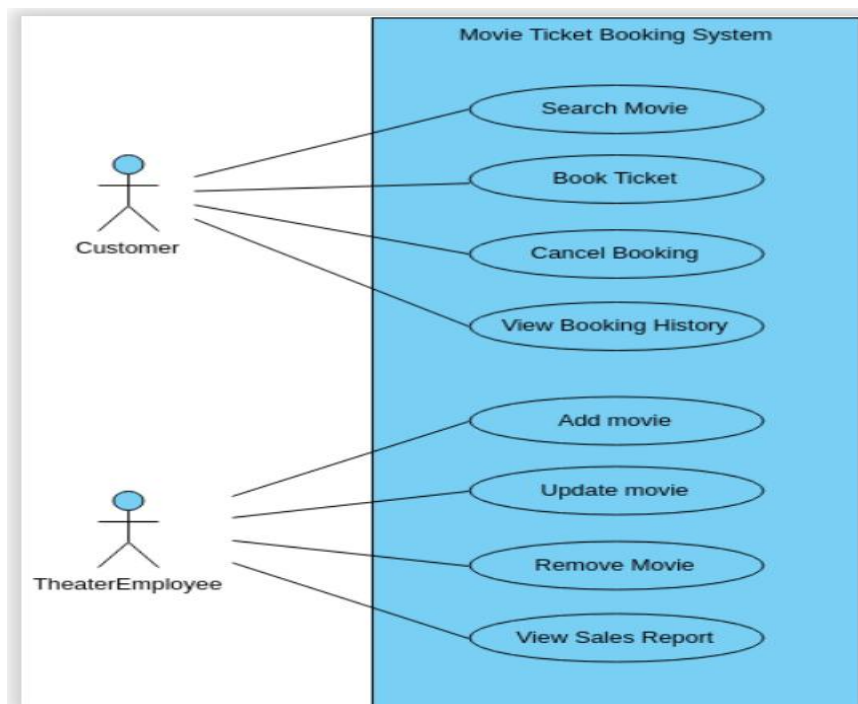 Movie Ticket Booking System
Search Movie
Book Ticket
Customer
Cancel Booking
View Booking History
Add movie
Update movie
TheaterEmployee
Remove Movie
View Sales Report